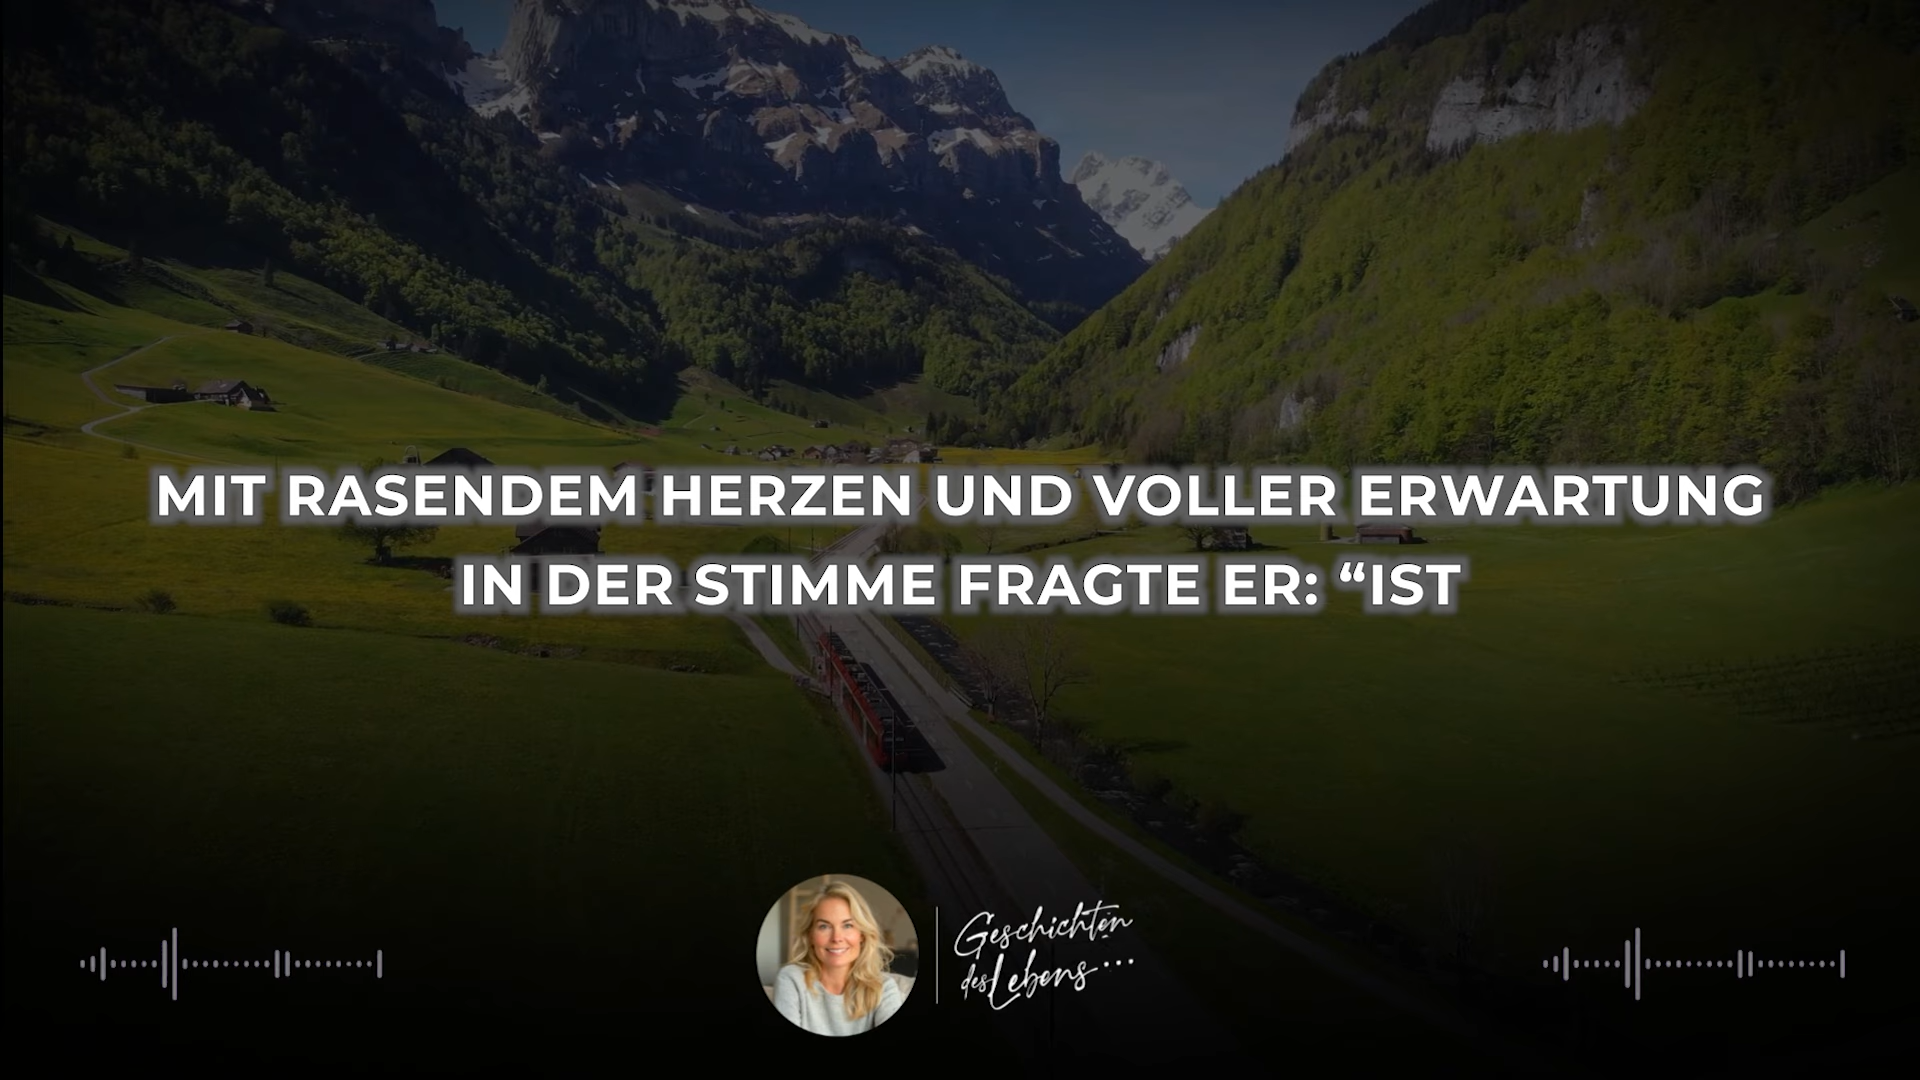 MIT RASENDEM HERZEN UND VOLLER ERWARTUNG
IN DER STIMME FRAGTE ER: “IST
Geschichten
des Lebens...